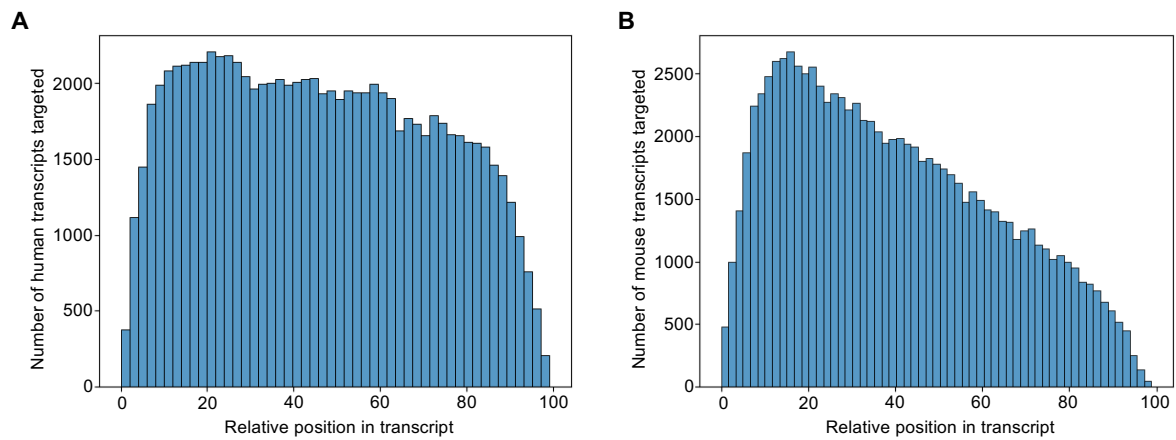 A
Number of human transcripts targeted
2000
1500
1000
500
0
0 20 40 60 80 100
Relative position in transcript
B
Number of mouse transcripts targeted
2500
2000
1500
1000
500
0
0 20 40 60 80 100
Relative position in transcript